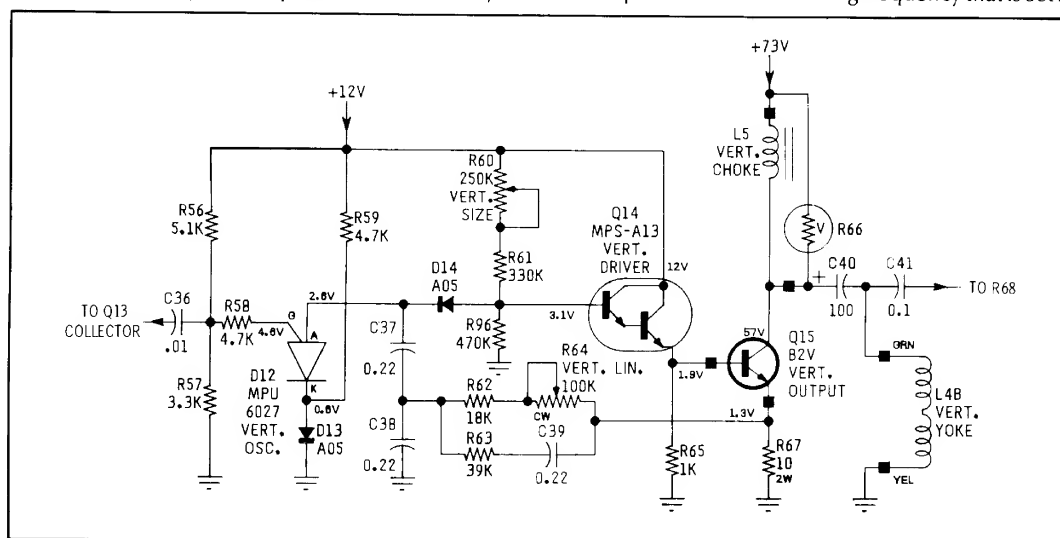 +73V
+12V
L5
VERT.
CHOKE
R60
250K
VERT.
SIZE
R56
5.1K
R59
4.7K
Q14
MPS-A13
VERT.
DRIVER
V
R66
R61
330K
D14
A05
12V
C40
C41
+
TO R68
TO Q13
COLLECTOR
C36
.01
R58
4.7K
4.6V
2.6V
G
A
K
C37
0.22
R96
470K
3.1V
100
0.1
57V
Q15
B2V
VERT.
OUTPUT
GRN
R64
VERT. LIN.
100K
1.9V
R57
3.3K
D12
MPU
6027
VERT.
OSC.
0.6V
D13
A05
C38
0.22
R62
18K
CW
C39
R63
39K
0.22
1.3V
R65
1K
R67
10
2W
L4B
VERT.
YOKE
YEL